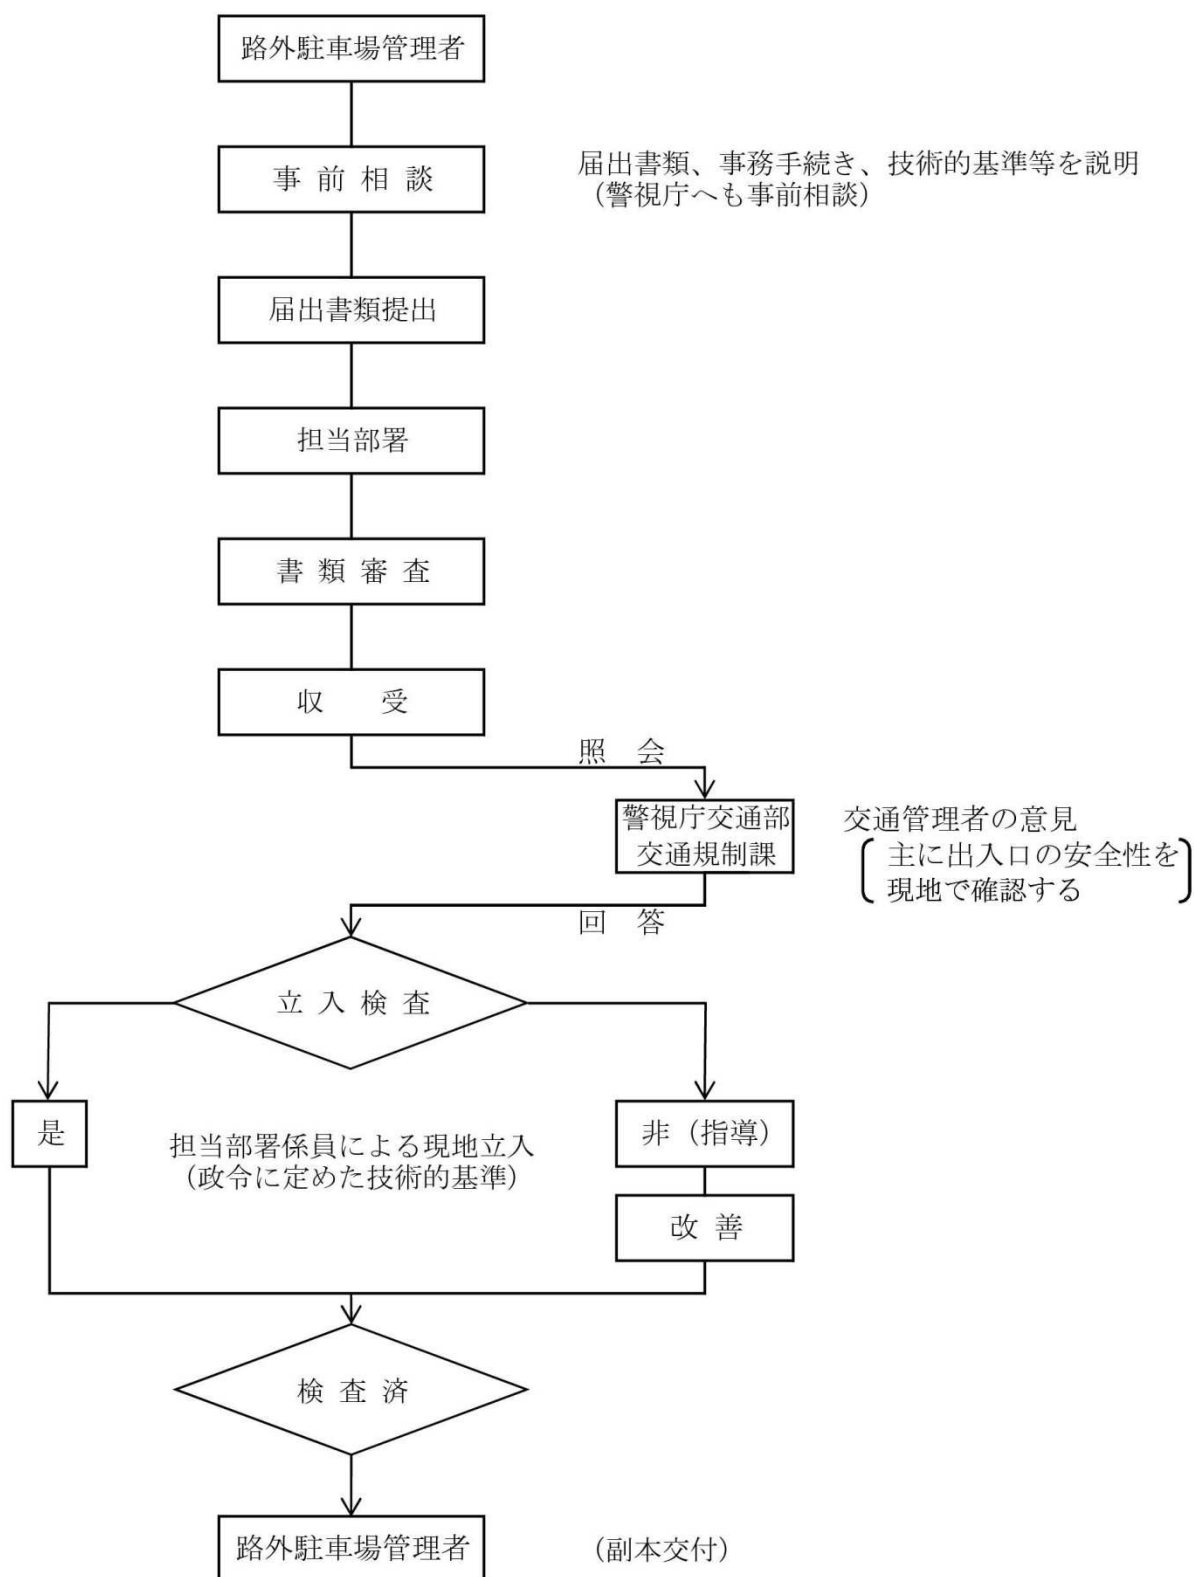 路外駐車場管理者
事 前 相 談
届出書類、事務手続き、技術的基準等を説明
（警視庁へも事前相談）
届出書類提出
担当部署
書 類 審 査
収　　受
照　会
警視庁交通部
交通規制課
交通管理者の意見
主に出入口の安全性を
現地で確認する
回　答
立 入 検 査
是
担当部署係員による現地立入
（政令に定めた技術的基準）
非（指導）
改 善
検 査 済
路外駐車場管理者
（副本交付）